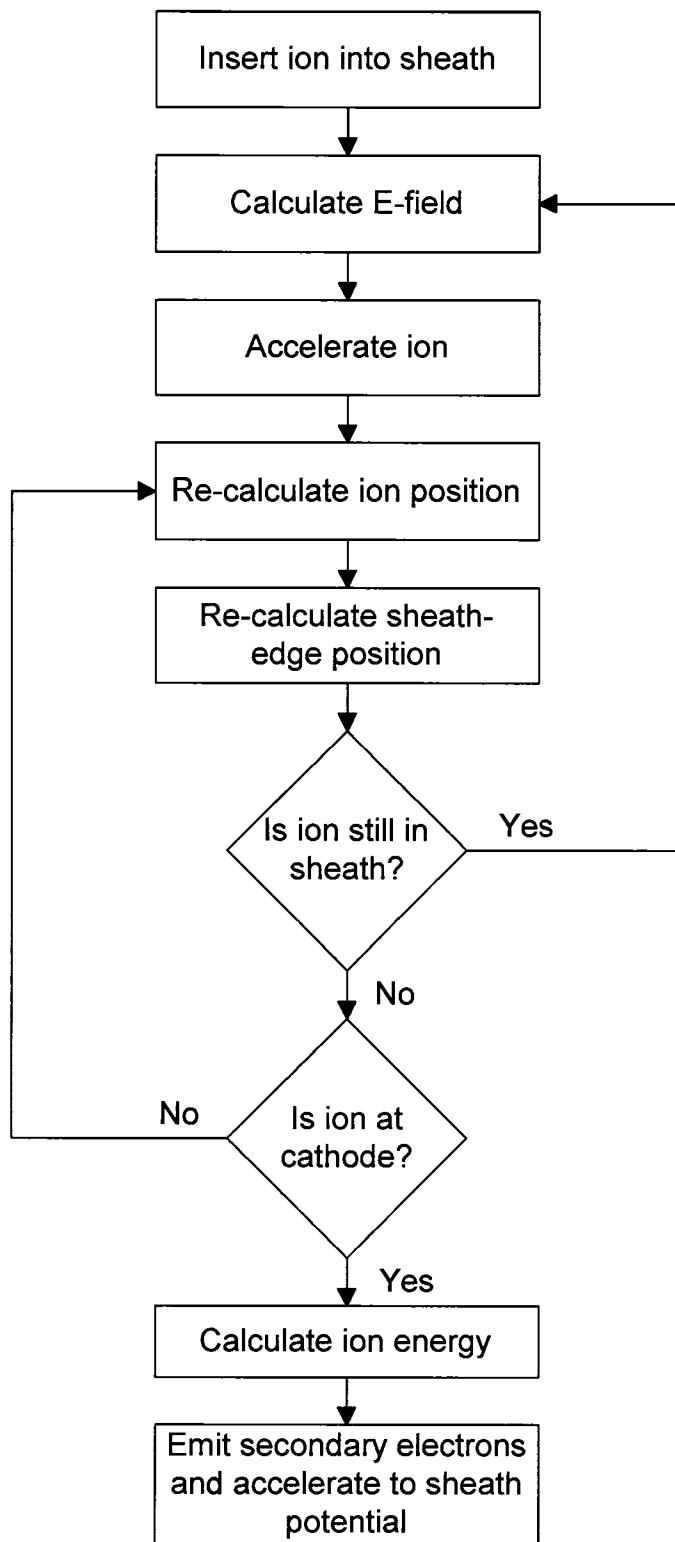 Insert ion into sheath
Calculate E-field
Accelerate ion
Re-calculate ion position
Re-calculate sheath-
edge position
Is ion still in
sheath?
Yes
No
Is ion at
cathode?
No
Yes
Calculate ion energy
Emit secondary electrons
and accelerate to sheath
potential